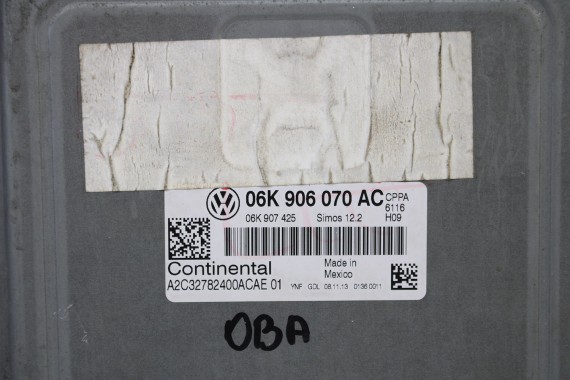 VW
06K 906 070 AC
CPPA
6116
H09
06K 907 425 Simos 12.2
Continental
Made in
Mexico
A2C32782400ACAE 01 YNF GDL 08.11.13 0136 0011
OBA